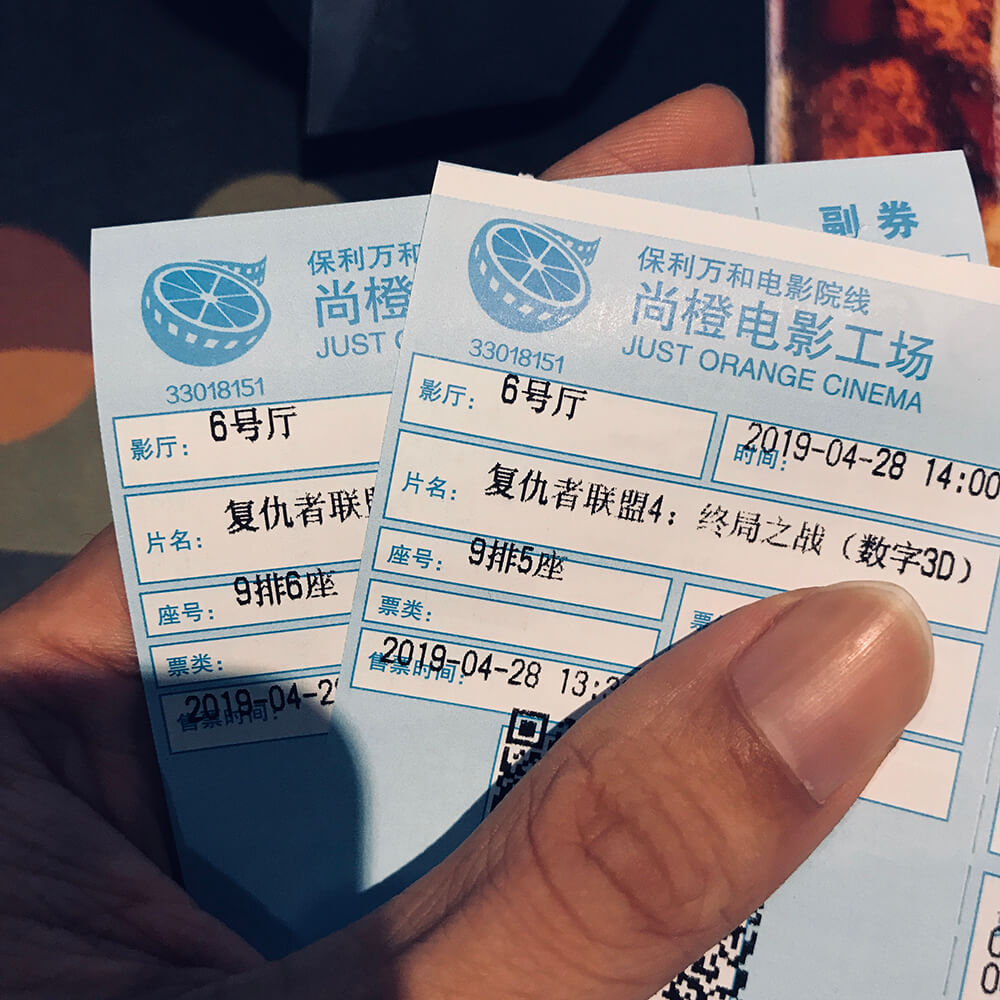 副 券
保利万和
尚橙
JUST
33018151
影厅: 6号厅
片名: 复仇者联
座号: 9排6座
票类:
售票时间: 2019-04-2
保利万和电影院线
尚橙电影工场
JUST ORANGE CINEMA
33018151
影厅: 6号厅
时间: 2019-04-28 14:00
片名: 复仇者联盟4: 终局之战 (数字3D)
座号: 9排5座
票类:
售票时间: 2019-04-28 13: